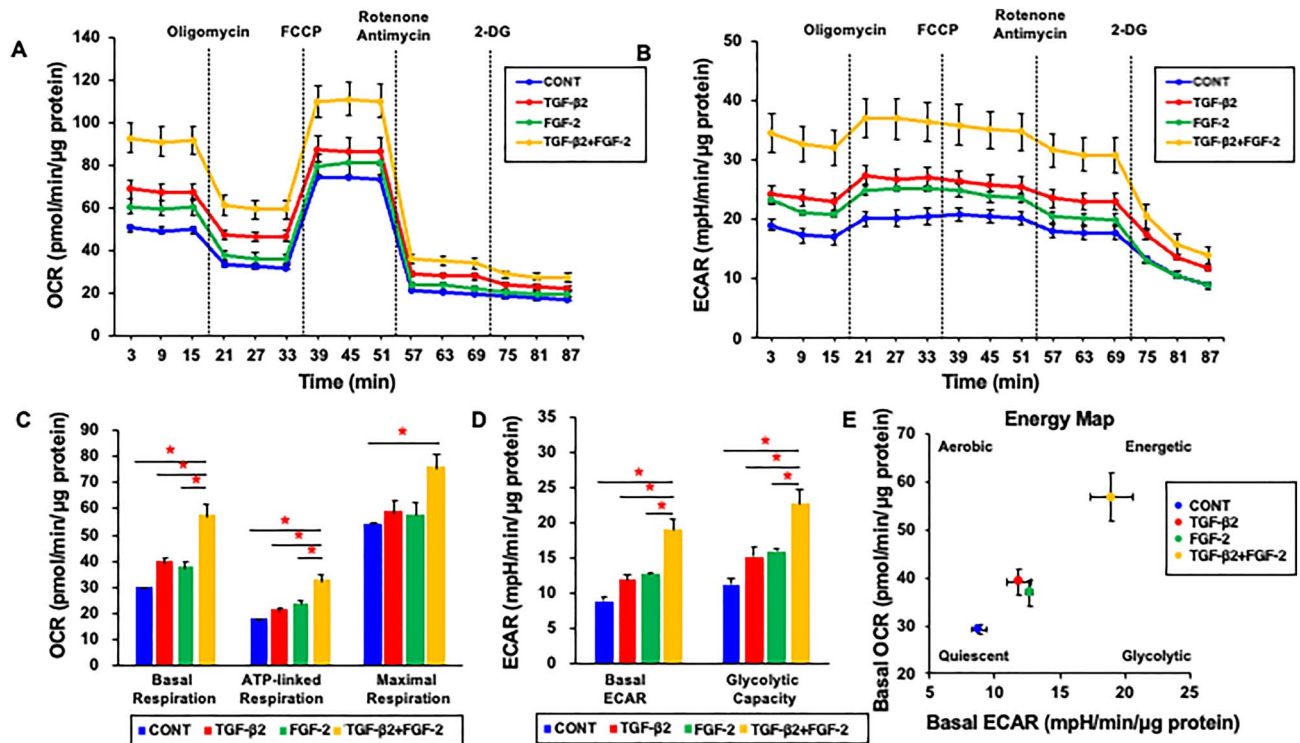 A
Oligomycin
FCCP
Rotenone
Antimycin
2-DG
OCR (pmol/min/µg protein)
140
120
100
80
60
40
20
0
3 9 15 21 27 33 39 45 51 57 63 69 75 81 87
Time (min)
CONT
TGF-β2
FGF-2
TGF-β2+FGF-2
B
Oligomycin
FCCP
Rotenone
Antimycin
2-DG
ECAR (mpH/min/µg protein)
50
40
30
20
10
0
3 9 15 21 27 33 39 45 51 57 63 69 75 81 87
Time (min)
CONT
TGF-β2
FGF-2
TGF-β2+FGF-2
C
OCR (pmol/min/µg protein)
90
80
70
60
50
40
30
20
10
0
Basal
Respiration
ATP-linked
Respiration
Maximal
Respiration
CONT TGF-β2 FGF-2 TGF-β2+FGF-2
D
ECAR (mpH/min/µg protein)
35
30
25
20
15
10
5
0
Basal
ECAR
Glycolytic
Capacity
CONT TGF-β2 FGF-2 TGF-β2+FGF-2
E
Energy Map
Basal OCR (pmol/min/µg protein)
70
60
50
40
30
20
Aerobic
Energetic
Quiescent
Glycolytic
5 10 15 20 25
Basal ECAR (mpH/min/µg protein)
CONT
TGF-β2
FGF-2
TGF-β2+FGF-2